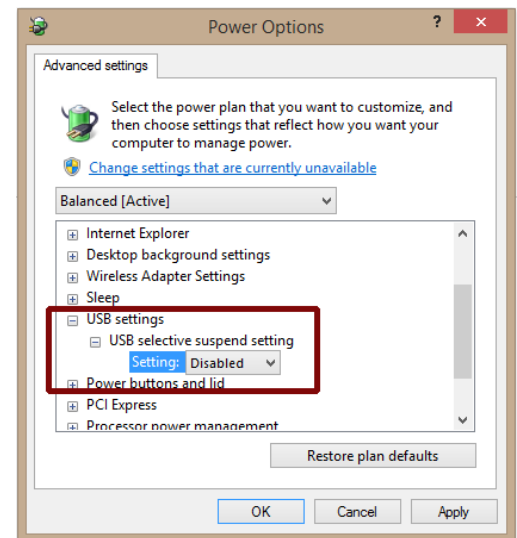 Power Options
?
×
Advanced settings
Select the power plan that you want to customize, and
then choose settings that reflect how you want your
computer to manage power.
Change settings that are currently unavailable
Balanced [Active]
Internet Explorer
Desktop background settings
Wireless Adapter Settings
Sleep
USB settings
USB selective suspend setting
Setting: Disabled
Power buttons and lid
PCI Express
Processor power management
Restore plan defaults
OK Cancel Apply